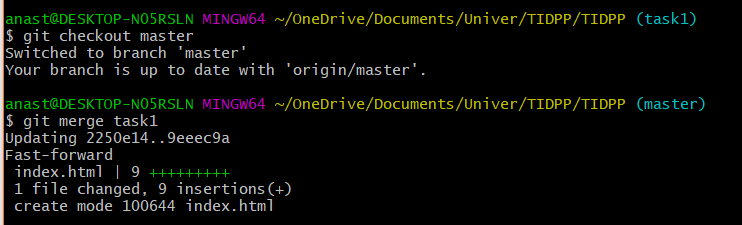 anast@DESKTOP-NO5RSLN MINGW64 ~/OneDrive/Documents/Univer/TIDPP/TIDPP (task1)
$ git checkout master
Switched to branch 'master'
Your branch is up to date with 'origin/master'.
anast@DESKTOP-NO5RSLN MINGW64 ~/OneDrive/Documents/Univer/TIDPP/TIDPP (master)
$ git merge task1
Updating 2250e14..9eeec9a
Fast-forward
 index.html | 9 +++++++++
 1 file changed, 9 insertions(+)
 create mode 100644 index.html